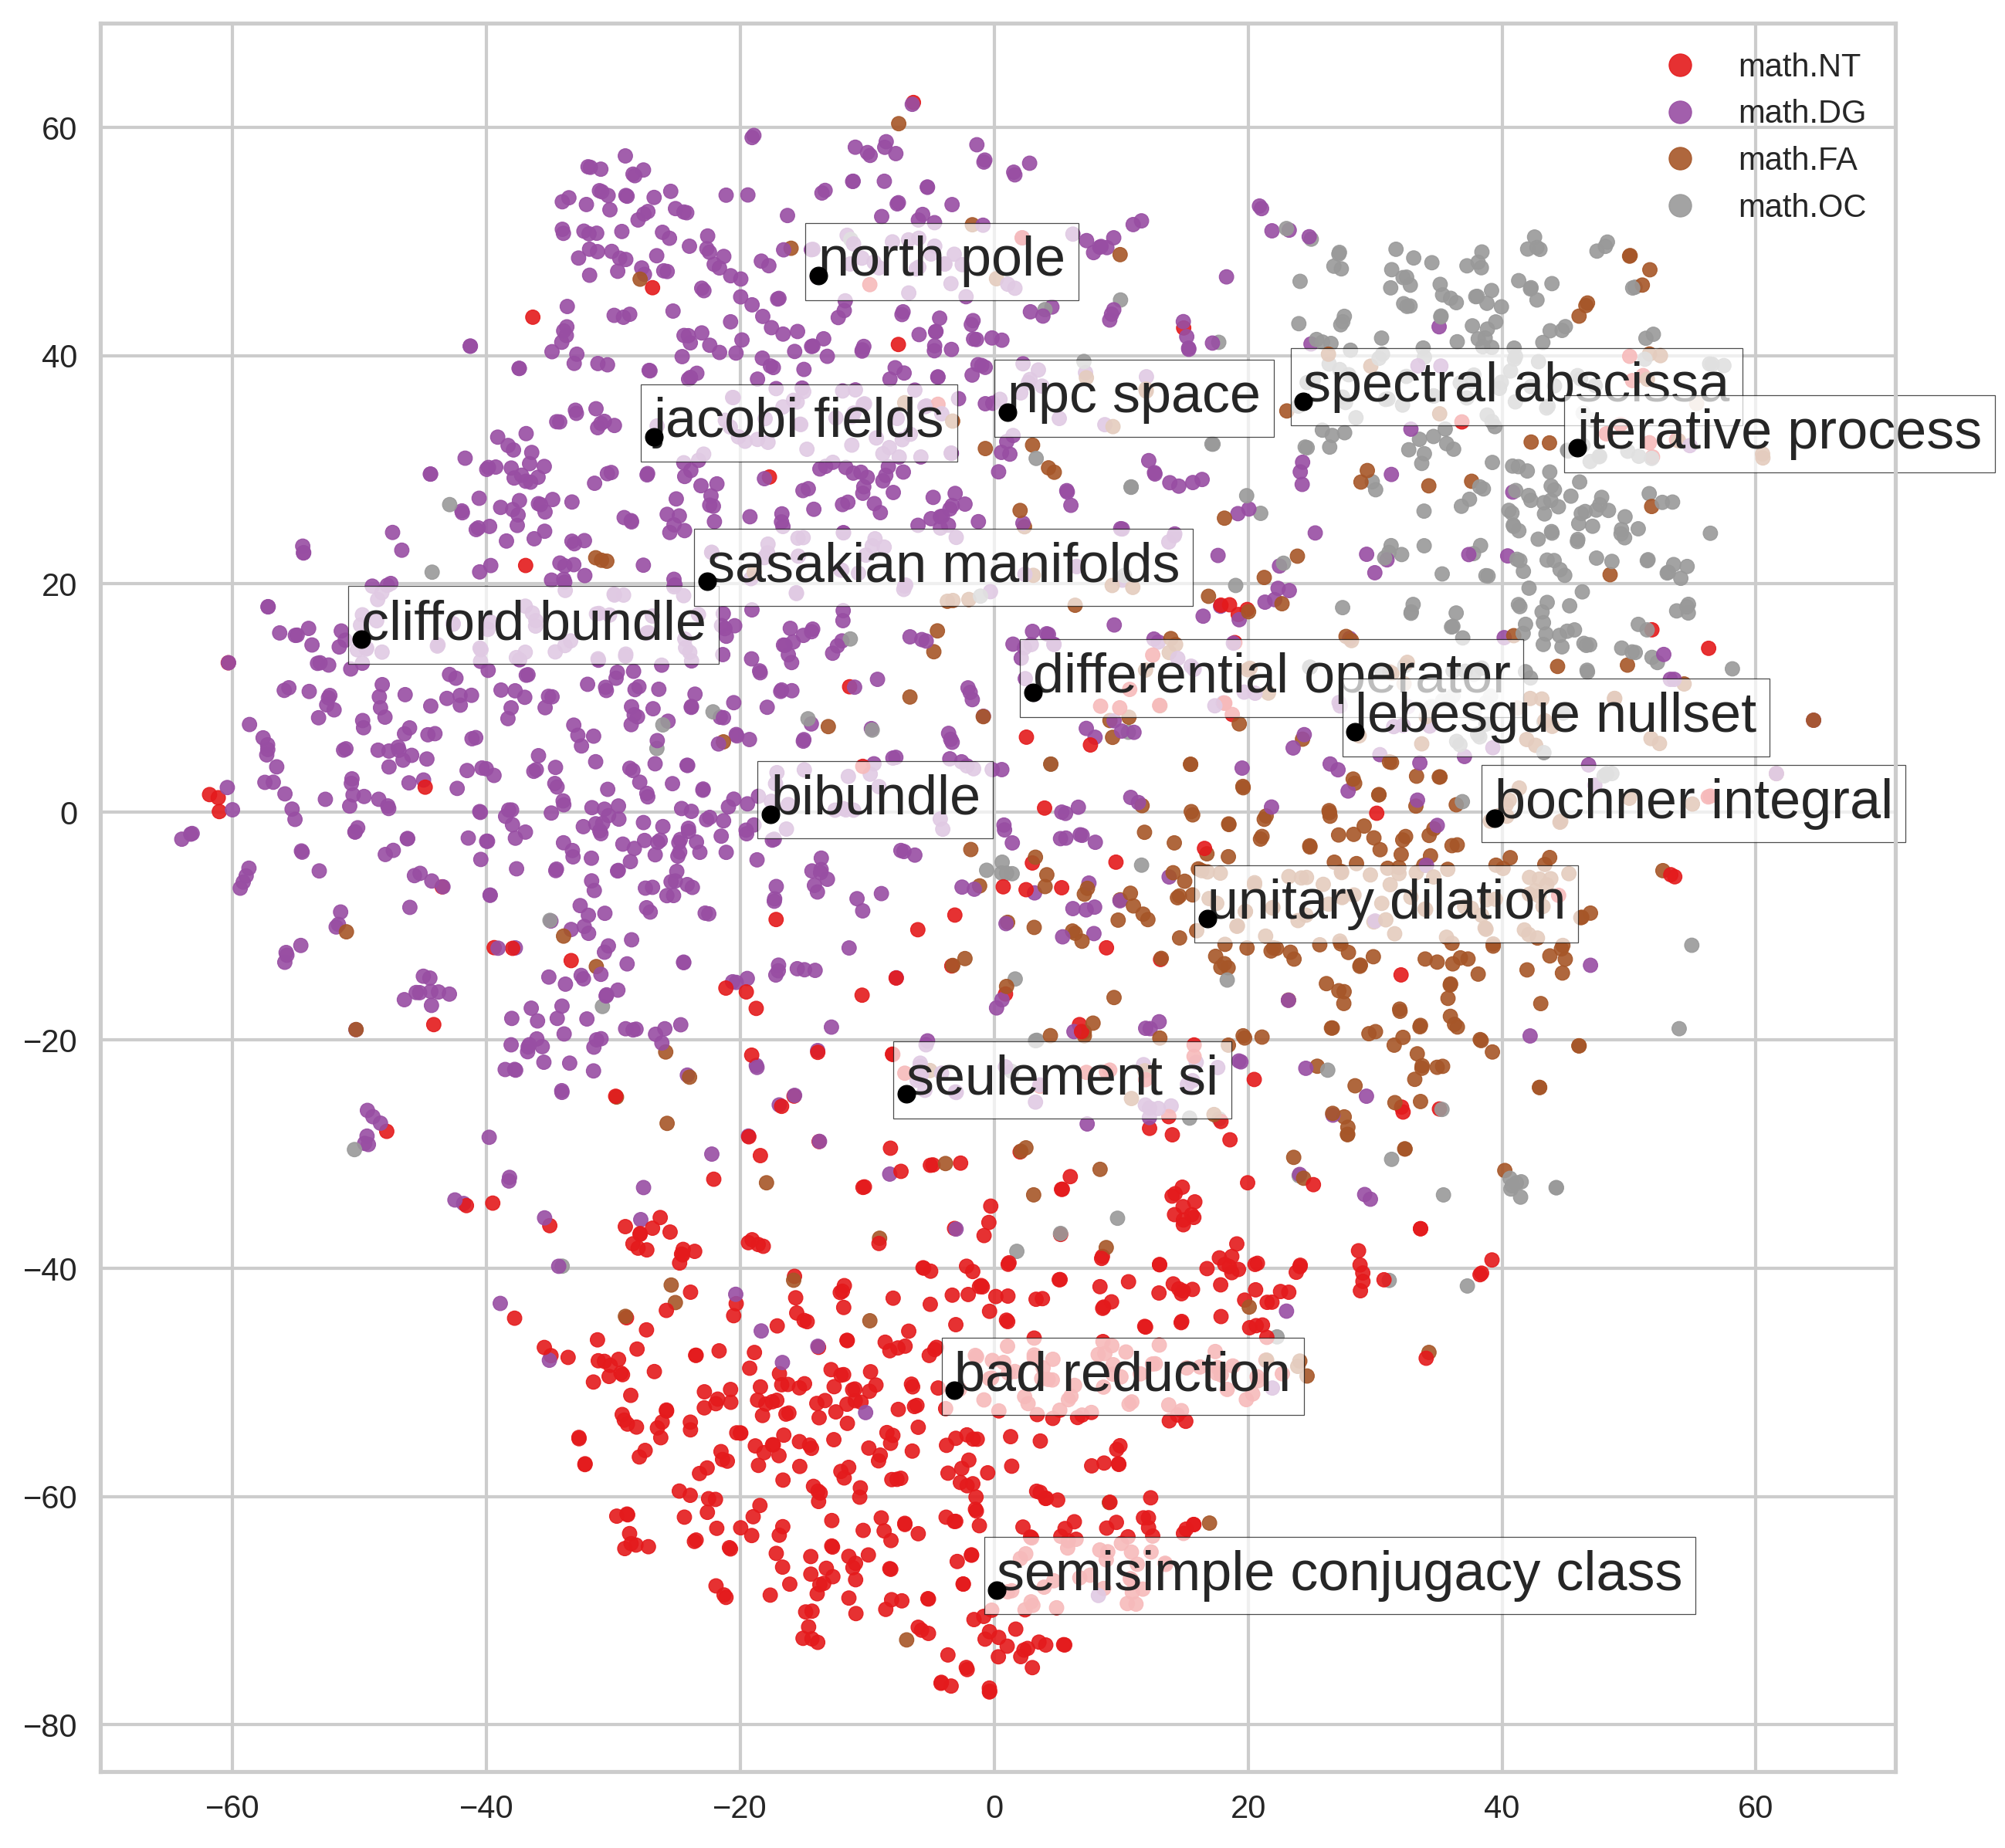 math.NT
math.DG
math.FA
math.OC
north pole
npc space
spectral abscissa
jacobi fields
iterative process
sasakian manifolds
clifford bundle
differential operator
lebesgue nullset
bibundle
bochner integral
unitary dilation
seulement si
bad reduction
semisimple conjugacy class
60
40
20
0
−20
−40
−60
−80
−60 −40 −20 0 20 40 60